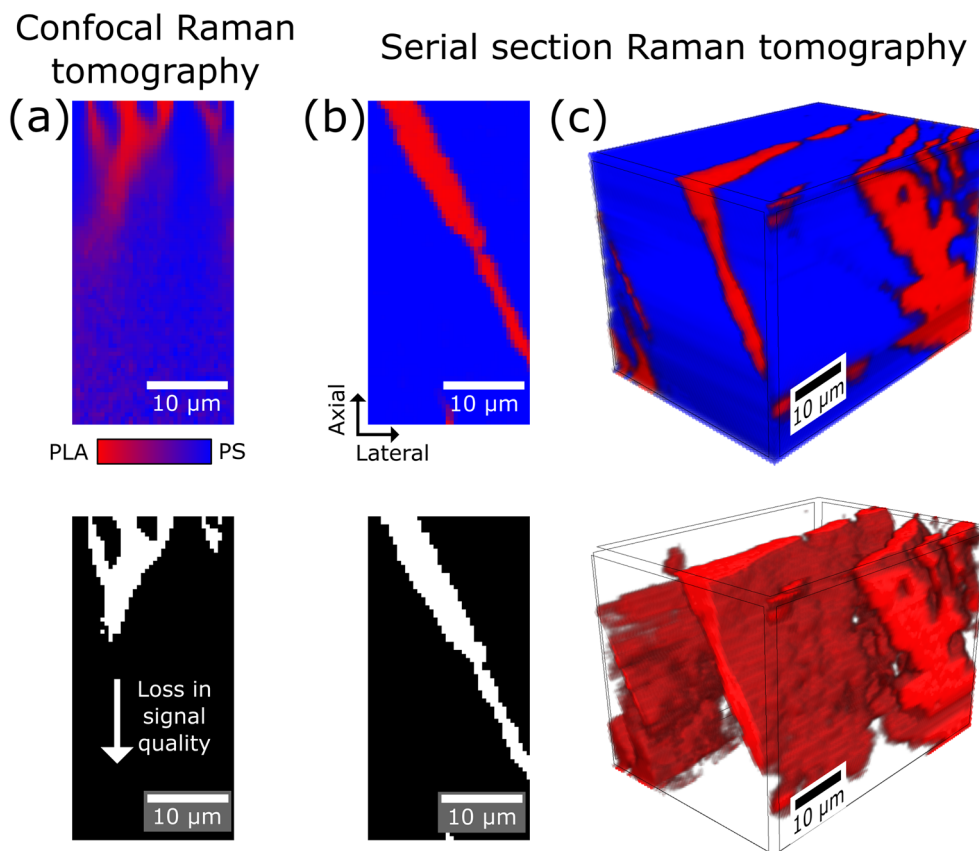 Confocal Raman
tomography
Serial section Raman tomography
(a)
(b)
(c)
10 μm
10 μm
10 μm
Axial
Lateral
PLA
PS
Loss in
signal
quality
10 μm
10 μm
10 μm